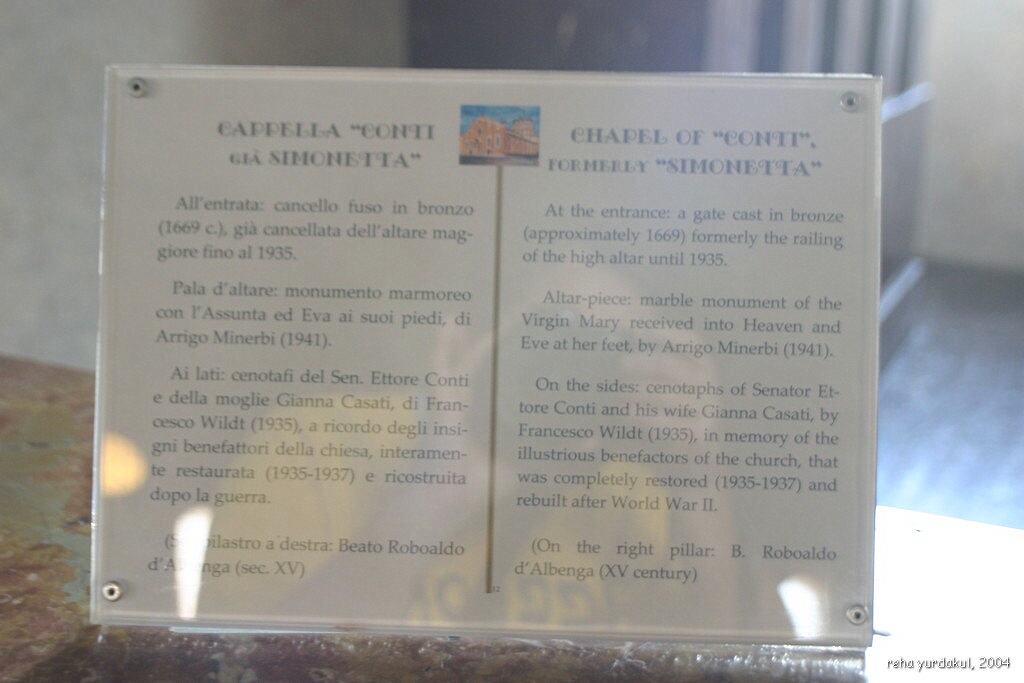 CAPPELLA "CONTI
GIÀ SIMONETTA"
All'entrata: cancello fuso in bronzo
(1669 c.), già cancellata dell'altare mag-
giore fino al 1935.
Pala d'altare: monumento marmoreo
con l'Assunta ed Eva ai suoi piedi, di
Arrigo Minerbi (1941).
Ai lati: cenotafi del Sen. Ettore Conti
e della moglie Gianna Casati, di Fran-
cesco Wildt (1935), a ricordo degli insi-
gni benefattori della chiesa, interamen-
te restaurata (1935-1937) e ricostruita
dopo la guerra.
pilastro a destra: Beato Roboaldo
(sec. XV)
CHAPEL OF "CONTI",
FORMERLY "SIMONETTA"
At the entrance: a gate cast in bronze
(approximately 1669) formerly the railing
of the high altar until 1935.
Altar-piece: marble monument of the
Virgin Mary received into Heaven and
Eve at her feet, by Arrigo Minerbi (1941).
On the sides: cenotaphs of Senator Et-
tore Conti and his wife Gianna Casati, by
Francesco Wildt (1935), in memory of the
illustrious benefactors of the church, that
was completely restored (1935-1937) and
rebuilt after World War II.
(On the right pillar: B. Roboaldo
d'Albenga (XV century)
12
reha yurdakul, 2004